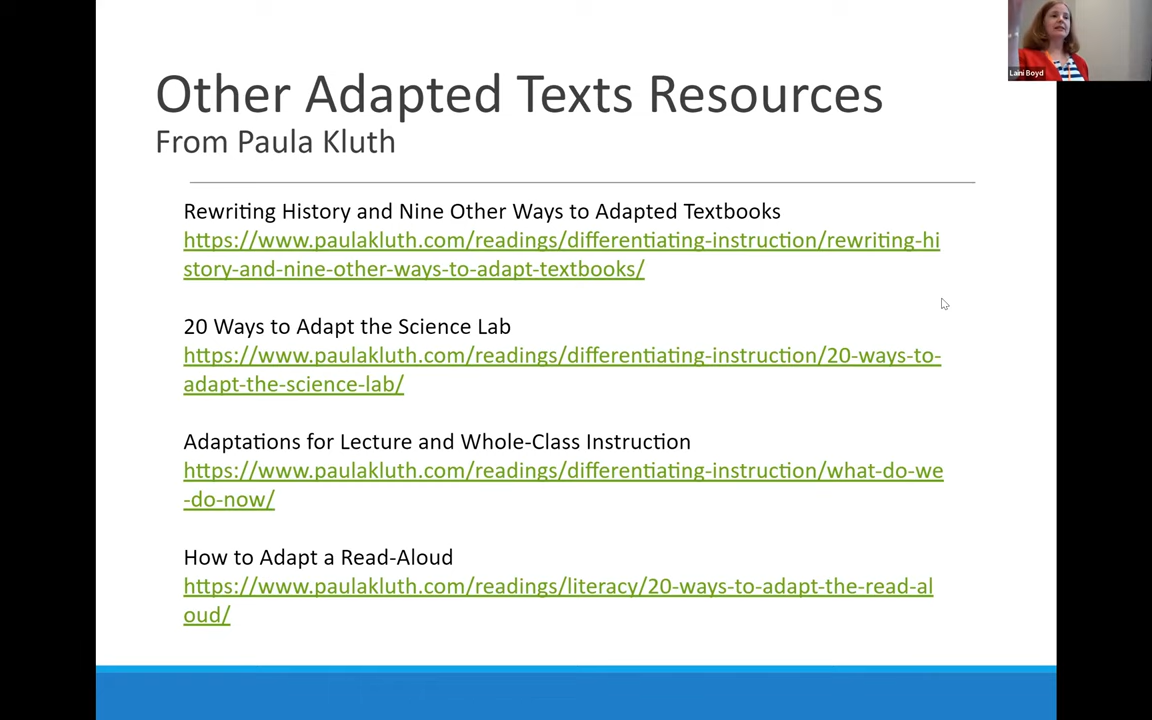 Laini Boyd
Other Adapted Texts Resources
From Paula Kluth
Rewriting History and Nine Other Ways to Adapted Textbooks
https://www.paulakluth.com/readings/differentiating-instruction/rewriting-hi
story-and-nine-other-ways-to-adapt-textbooks/
20 Ways to Adapt the Science Lab
https://www.paulakluth.com/readings/differentiating-instruction/20-ways-to-
adapt-the-science-lab/
Adaptations for Lecture and Whole-Class Instruction
https://www.paulakluth.com/readings/differentiating-instruction/what-do-we
-do-now/
How to Adapt a Read-Aloud
https://www.paulakluth.com/readings/literacy/20-ways-to-adapt-the-read-al
oud/